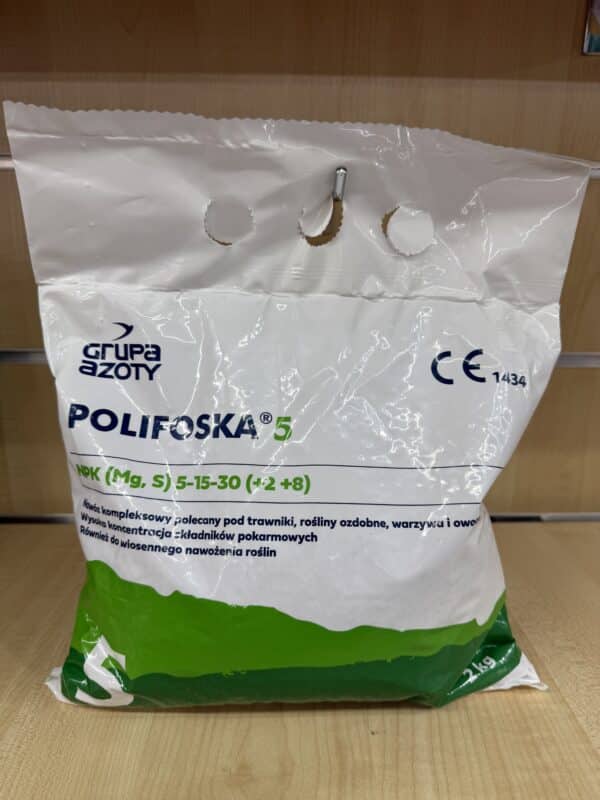 GRUPA
AZOTY
CE 1434
POLIFOSKA® 5
NPK (Mg, S) 5-15-30 (+2 +8)
Nawóz kompleksowy polecany pod trawniki, rośliny ozdobne, warzywa i
Wysoka koncentracja składników pokarmowych
Również do wiosennego nawożenia roślin
5
2 kg